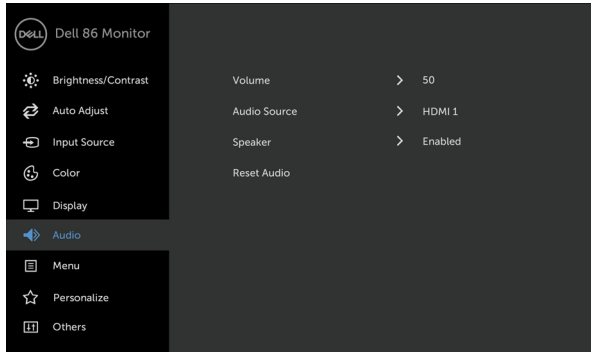 DELL Dell 86 Monitor
Brightness/Contrast
Auto Adjust
Input Source
Color
Display
Audio
Menu
Personalize
Others
Volume 50
Audio Source HDMI 1
Speaker Enabled
Reset Audio